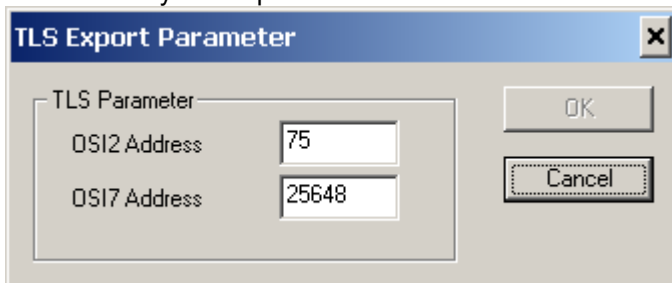 TLS Export Parameter
TLS Parameter
OK
OSI2 Address 75
Cancel
OSI7 Address 25648